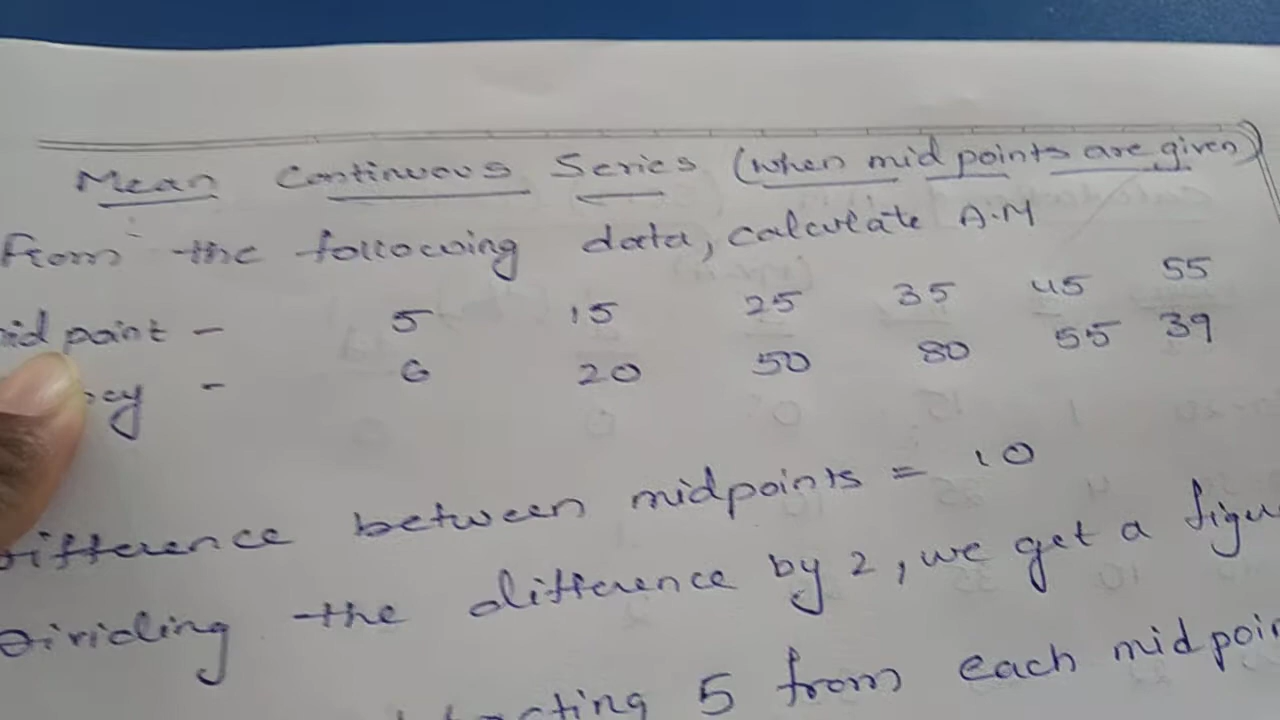 Mean Continuous Series (when mid points are given)
From the following data, calculate A.M
mid point - 5 15 25 35 45 55
- 6 20 50 80 55 39
Difference between midpoints = 10
Dividing the difference by 2, we get a
5 from each